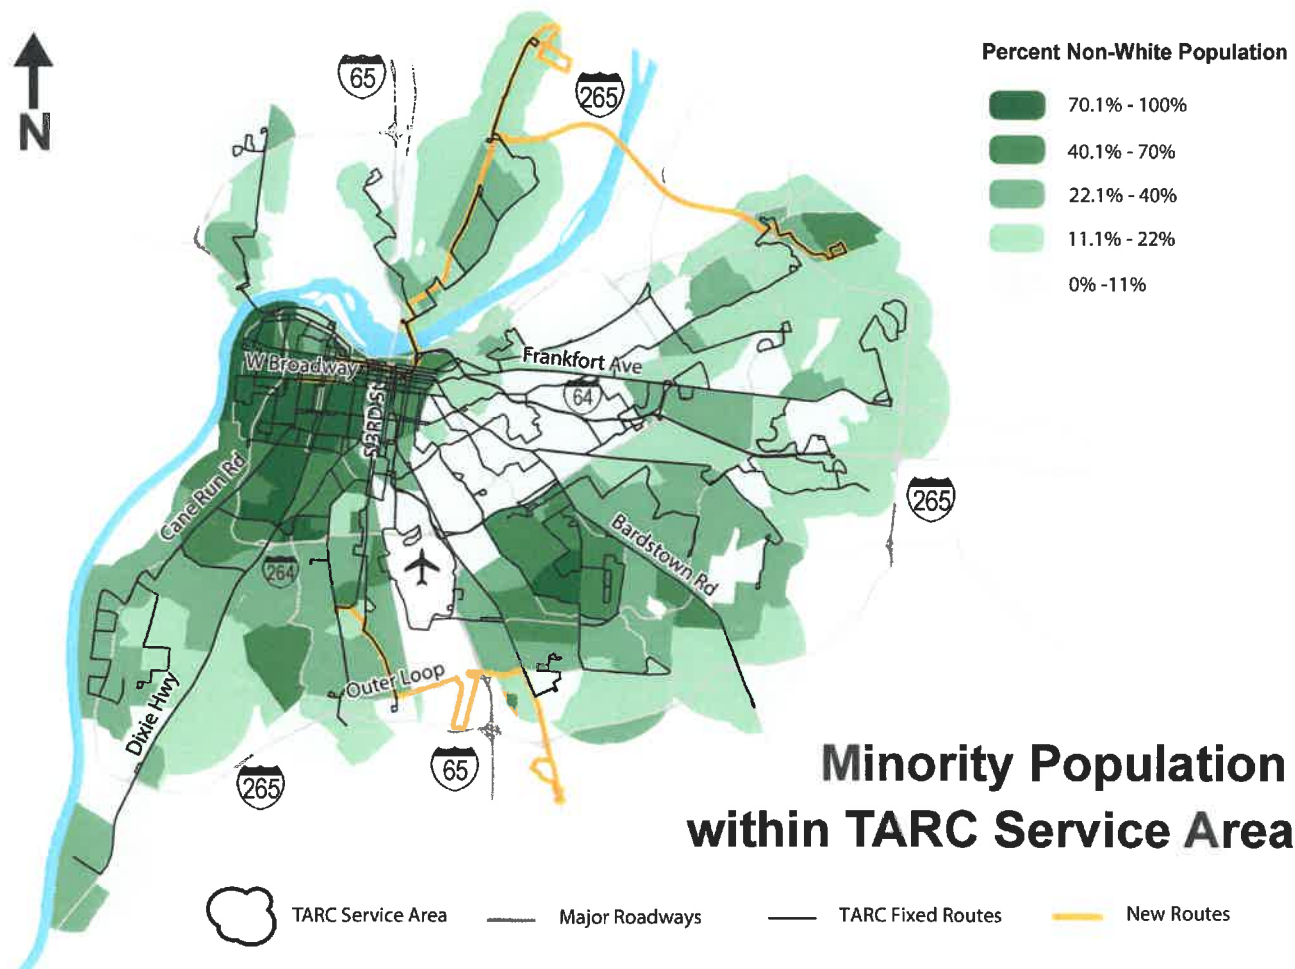 N
65
265
Percent Non-White Population
70.1% - 100%
40.1% - 70%
22.1% - 40%
11.1% - 22%
0% -11%
W Broadway
Frankfort Ave
64
S 3RD St
Cane Run Rd
265
Bardstown Rd
264
Outer Loop
Dixie Hwy
65
265
Minority Population
within TARC Service Area
TARC Service Area
Major Roadways
TARC Fixed Routes
New Routes